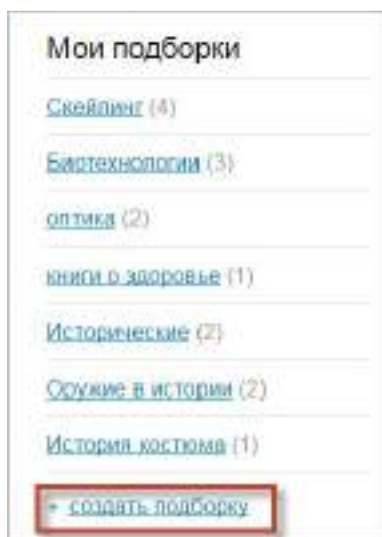 Мои подборки
Скейлинг (4)
Биотехнологии (3)
оптика (2)
книги о здоровье (1)
Исторические (2)
Оружие в истории (2)
История костюма (1)
+ создать подборку